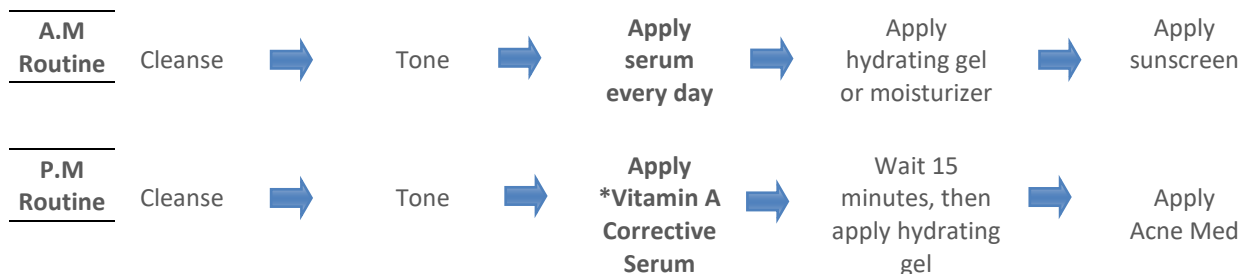 A.M
Routine
Cleanse
Tone
Apply
serum
every day
Apply
hydrating gel
or moisturizer
Apply
sunscreen
P.M
Routine
Cleanse
Tone
Apply
*Vitamin A
Corrective
Serum
Wait 15
minutes, then
apply hydrating
gel
Apply
Acne Med